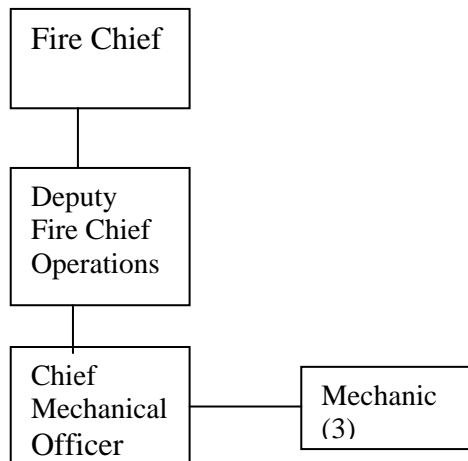 Fire Chief
Deputy
Fire Chief
Operations
Chief
Mechanical
Officer
Mechanic
(3)